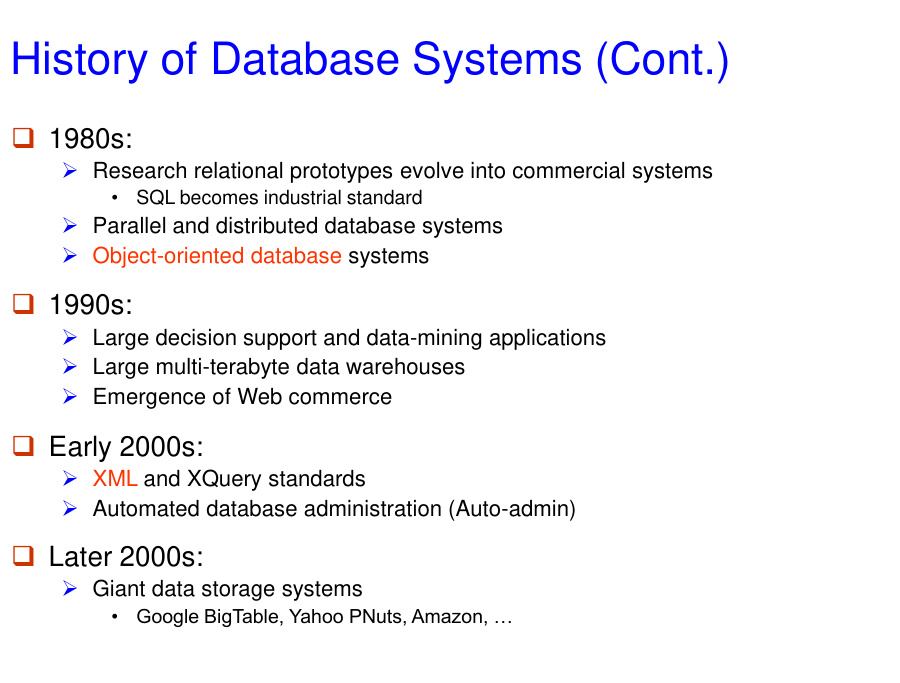 History of Database Systems (Cont.)
❑ 1980s:
➢ Research relational prototypes evolve into commercial systems
• SQL becomes industrial standard
➢ Parallel and distributed database systems
➢ Object-oriented database systems
❑ 1990s:
➢ Large decision support and data-mining applications
➢ Large multi-terabyte data warehouses
➢ Emergence of Web commerce
❑ Early 2000s:
➢ XML and XQuery standards
➢ Automated database administration (Auto-admin)
❑ Later 2000s:
➢ Giant data storage systems
• Google BigTable, Yahoo PNuts, Amazon, …